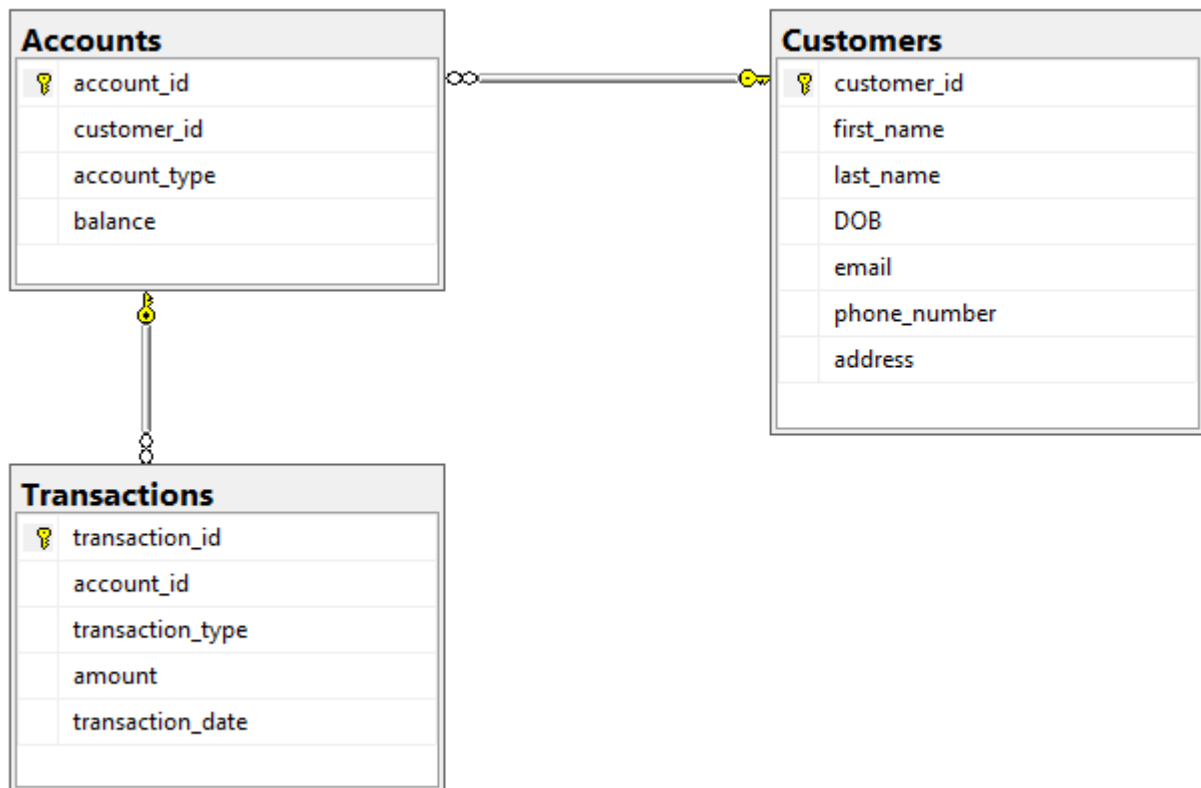 Accounts
account_id
customer_id
account_type
balance
Customers
customer_id
first_name
last_name
DOB
email
phone_number
address
Transactions
transaction_id
account_id
transaction_type
amount
transaction_date